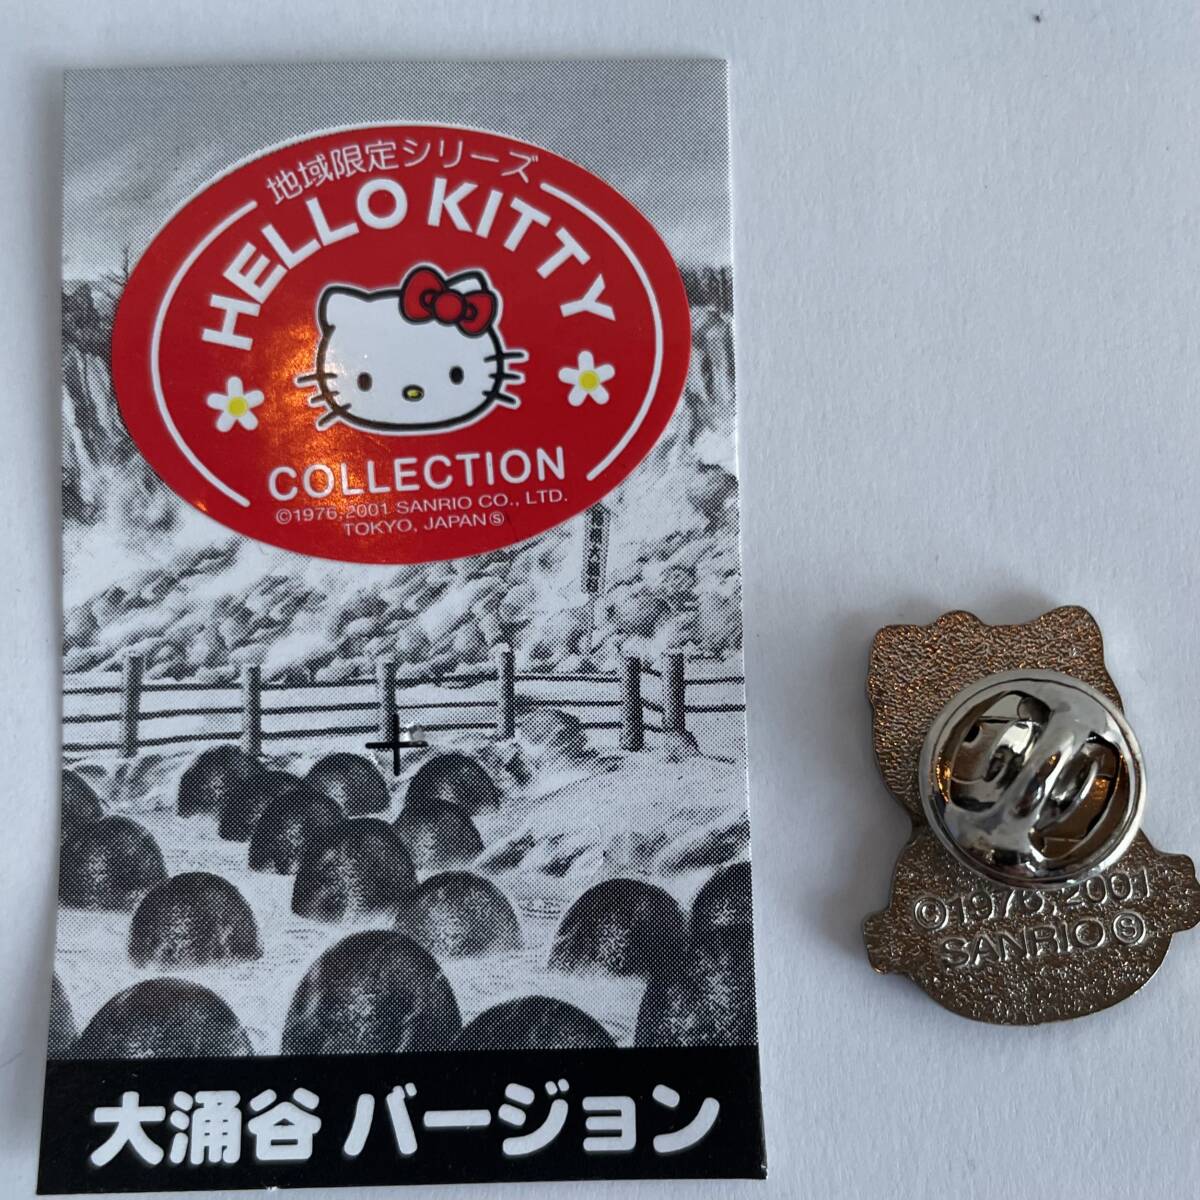 地域限定シリーズ
HELLO KITTY
COLLECTION
©1976,2001 SANRIO CO., LTD.
TOKYO, JAPAN Ⓢ
大涌谷 バージョン
©1976,2001
SANRIO Ⓢ